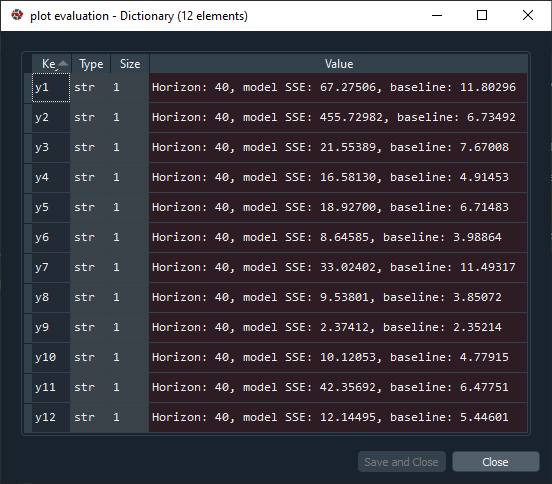 plot evaluation - Dictionary (12 elements)
Ke Type Size Value
y1 str 1 Horizon: 40, model SSE: 67.27506, baseline: 11.80296
y2 str 1 Horizon: 40, model SSE: 455.72982, baseline: 6.73492
y3 str 1 Horizon: 40, model SSE: 21.55389, baseline: 7.67008
y4 str 1 Horizon: 40, model SSE: 16.58130, baseline: 4.91453
y5 str 1 Horizon: 40, model SSE: 18.92700, baseline: 6.71483
y6 str 1 Horizon: 40, model SSE: 8.64585, baseline: 3.98864
y7 str 1 Horizon: 40, model SSE: 33.02402, baseline: 11.49317
y8 str 1 Horizon: 40, model SSE: 9.53801, baseline: 3.85072
y9 str 1 Horizon: 40, model SSE: 2.37412, baseline: 2.35214
y10 str 1 Horizon: 40, model SSE: 10.12053, baseline: 4.77915
y11 str 1 Horizon: 40, model SSE: 42.35692, baseline: 6.47751
y12 str 1 Horizon: 40, model SSE: 12.14495, baseline: 5.44601
Save and Close Close